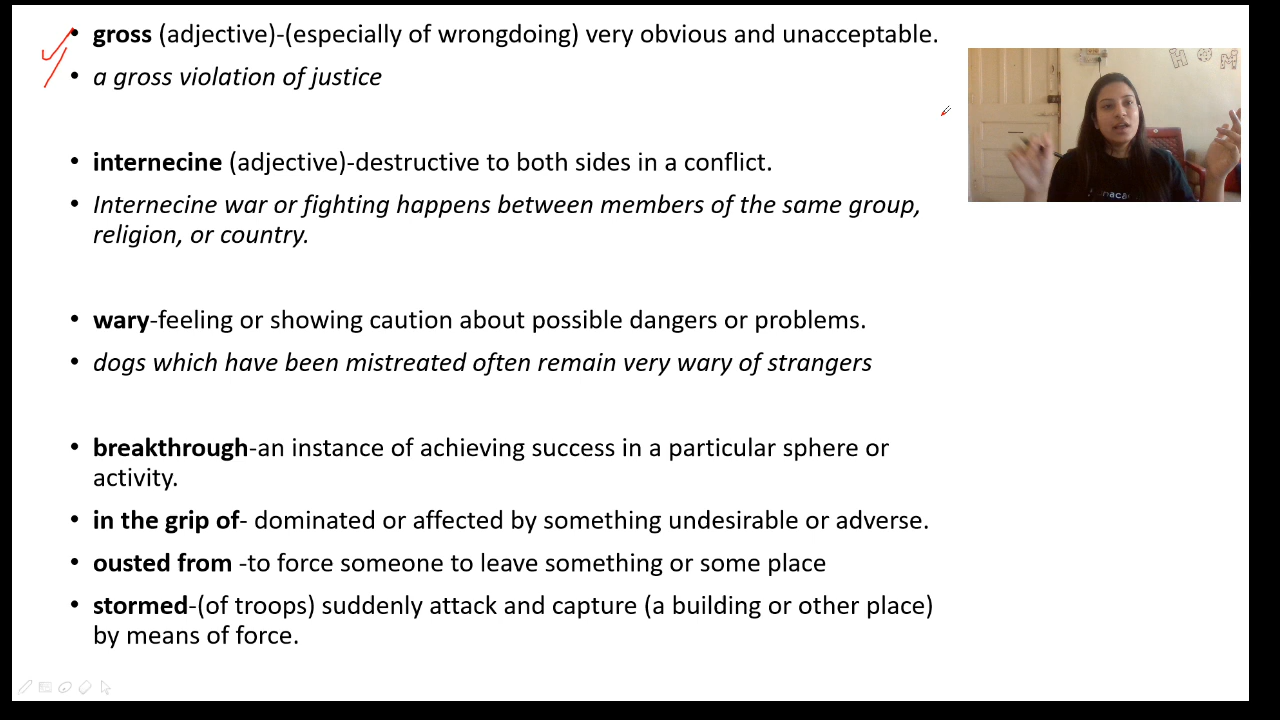 • gross (adjective)-(especially of wrongdoing) very obvious and unacceptable.
• a gross violation of justice
• internecine (adjective)-destructive to both sides in a conflict.
• Internecine war or fighting happens between members of the same group,
religion, or country.
• wary-feeling or showing caution about possible dangers or problems.
• dogs which have been mistreated often remain very wary of strangers
• breakthrough-an instance of achieving success in a particular sphere or
activity.
• in the grip of- dominated or affected by something undesirable or adverse.
• ousted from -to force someone to leave something or some place
• stormed-(of troops) suddenly attack and capture (a building or other place)
by means of force.
H O M